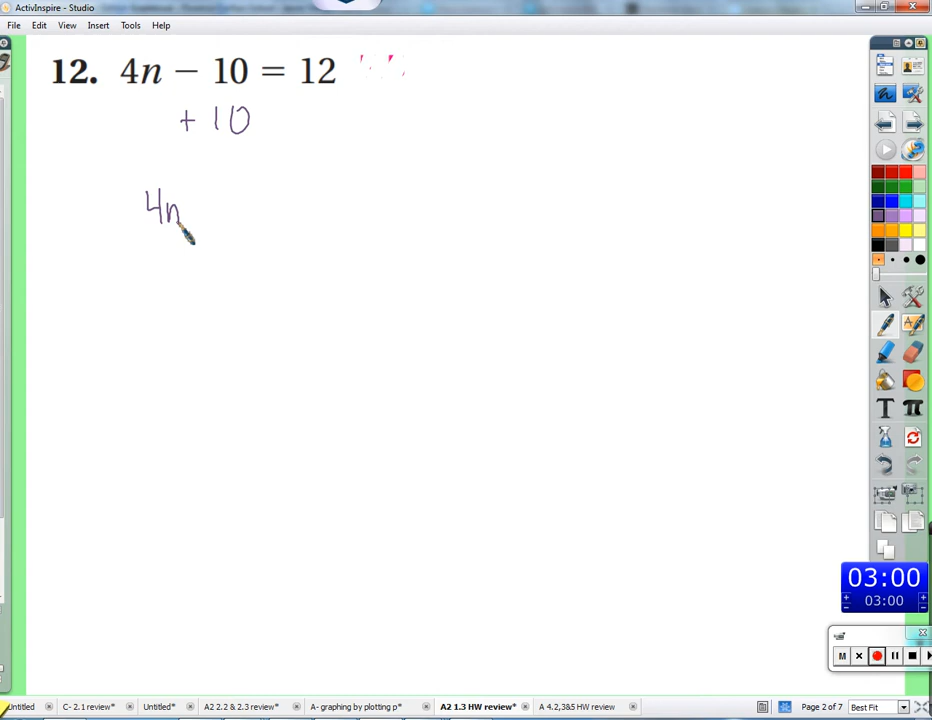 ActivInspire - Studio
File Edit View Insert Tools Help
12. 4n − 10 = 12
+ 10
4n
03:00
03:00
M
Untitled C- 2.1 review* Untitled* A2 2.2 & 2.3 review* A- graphing by plotting p* A2 1.3 HW review* A 4.2,3&5 HW review Page 2 of 7 Best Fit